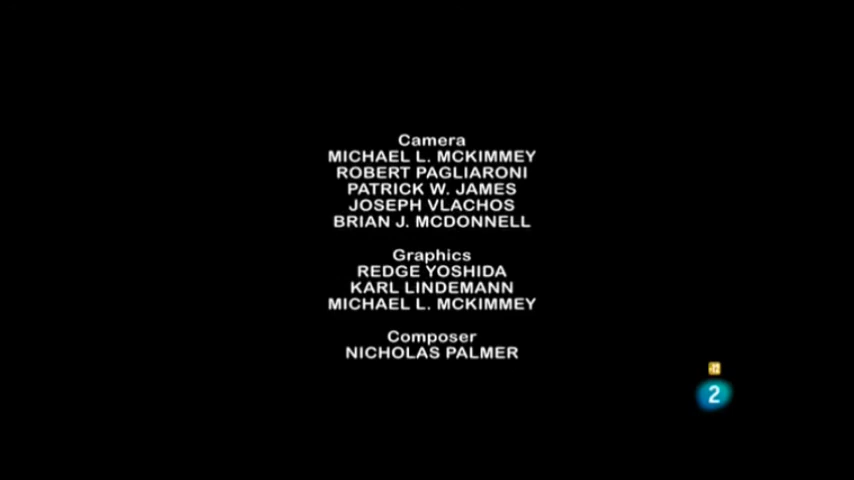 Camera
MICHAEL L. MCKIMMEY
ROBERT PAGLIARONI
PATRICK W. JAMES
JOSEPH VLACHOS
BRIAN J. MCDONNELL
Graphics
REDGE YOSHIDA
KARL LINDEMANN
MICHAEL L. MCKIMMEY
Composer
NICHOLAS PALMER
-12
2